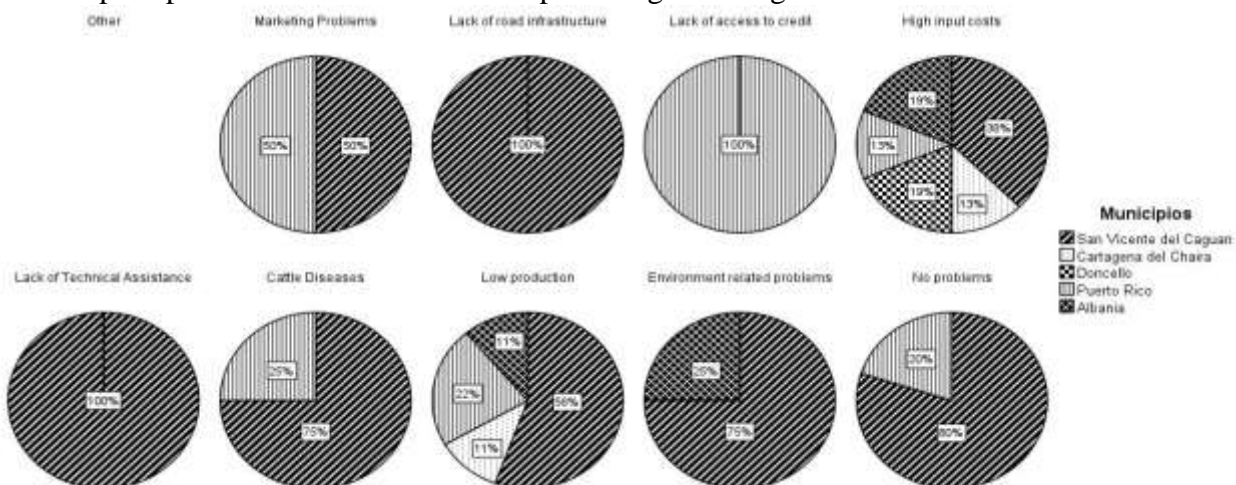 Other
Marketing Problems
Lack of road infrastructure
Lack of access to credit
High input costs
50%
50%
100%
100%
19%
38%
13%
19%
13%
Municipios
San Vicente del Caguan
Cartagena del Chaira
Doncello
Puerto Rico
Albania
Lack of Technical Assistance
Cattle Diseases
Low production
Environment related problems
No problems
100%
25%
75%
11%
22%
56%
11%
25%
75%
20%
80%